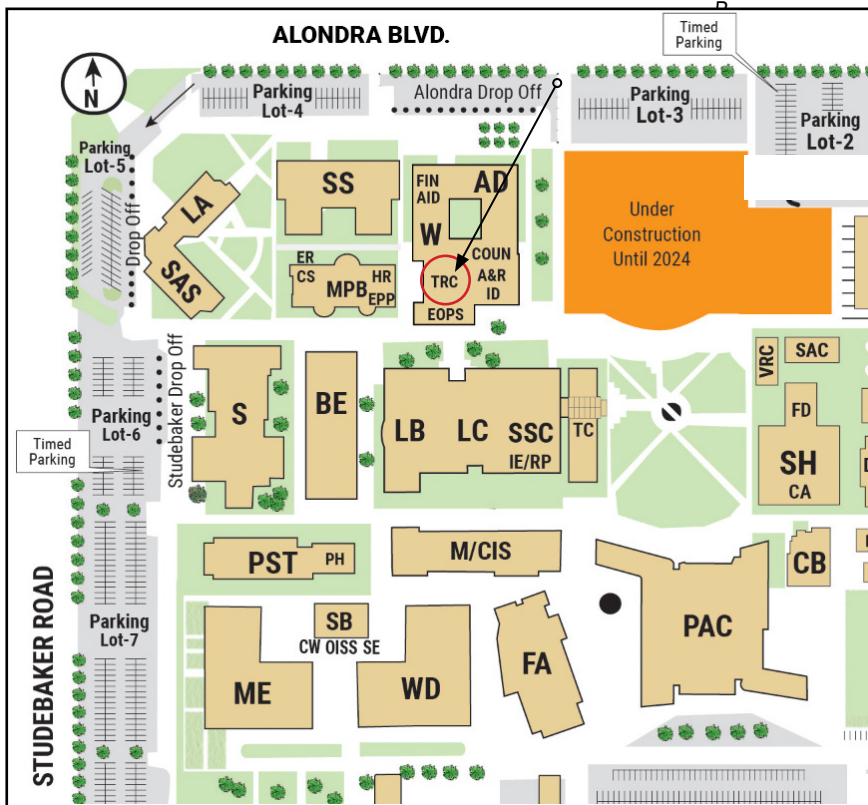 ALONDRA BLVD.
Timed
Parking
N
Parking
Lot-4
Alondra Drop Off
Parking
Lot-3
Parking
Lot-2
Parking
Lot-5
Drop Off
LA
SAS
SS
FIN
AID
AD
W
COUN
A&R
ID
TRC
EOPS
ER
CS
MPB
HR
EPP
Under
Construction
Until 2024
Studebaker Drop Off
Parking
Lot-6
Timed
Parking
S
BE
LB
LC
SSC
IE/RP
TC
VRC
SAC
FD
SH
CA
PST
PH
M/CIS
CB
STUDEBAKER ROAD
Parking
Lot-7
SB
CW OISS SE
ME
WD
FA
PAC